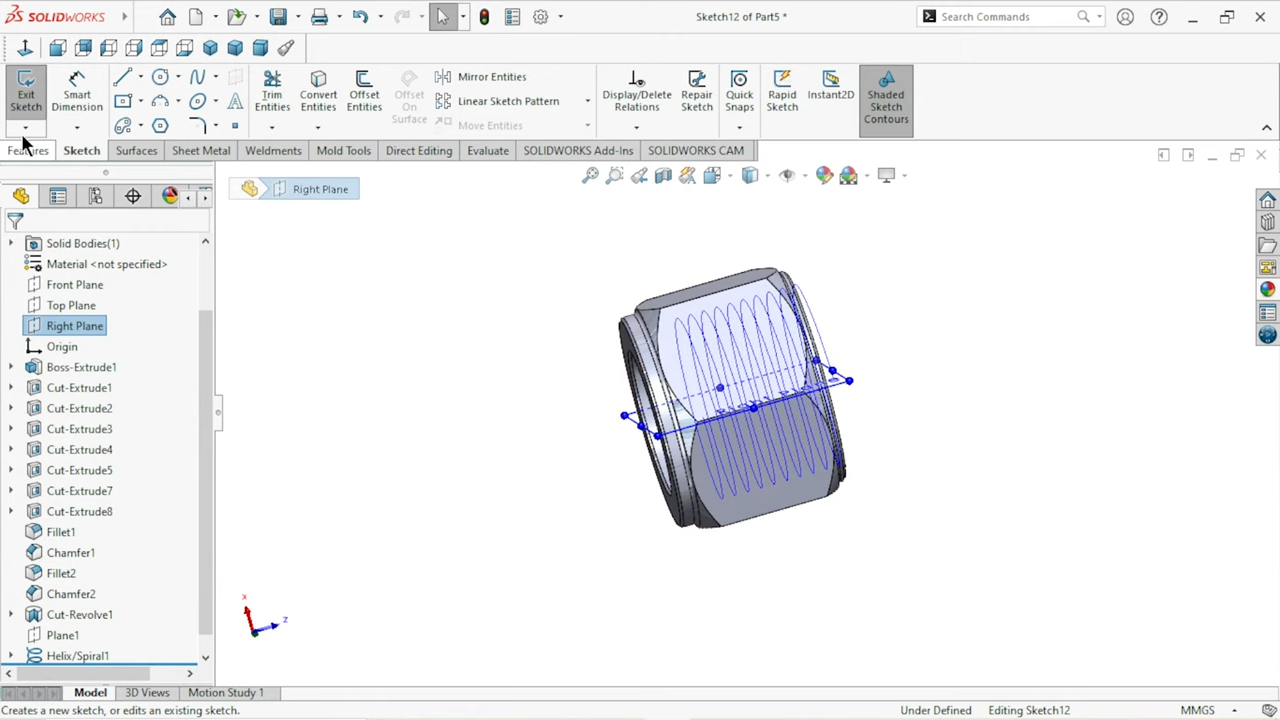 SOLIDWORKS
Sketch12 of Part5 *
Search Commands
Exit Sketch
Smart Dimension
Trim Entities
Convert Entities
Offset Entities
Offset On Surface
Mirror Entities
Linear Sketch Pattern
Move Entities
Display/Delete Relations
Repair Sketch
Quick Snaps
Rapid Sketch
Instant2D
Shaded Sketch Contours
Features
Sketch
Surfaces
Sheet Metal
Weldments
Mold Tools
Direct Editing
Evaluate
SOLIDWORKS Add-Ins
SOLIDWORKS CAM
Right Plane
Solid Bodies(1)
Material <not specified>
Front Plane
Top Plane
Right Plane
Origin
Boss-Extrude1
Cut-Extrude1
Cut-Extrude2
Cut-Extrude3
Cut-Extrude4
Cut-Extrude5
Cut-Extrude7
Cut-Extrude8
Fillet1
Chamfer1
Fillet2
Chamfer2
Cut-Revolve1
Plane1
Helix/Spiral1
x
z
Model
3D Views
Motion Study 1
Creates a new sketch, or edits an existing sketch.
Under Defined
Editing Sketch12
MMGS